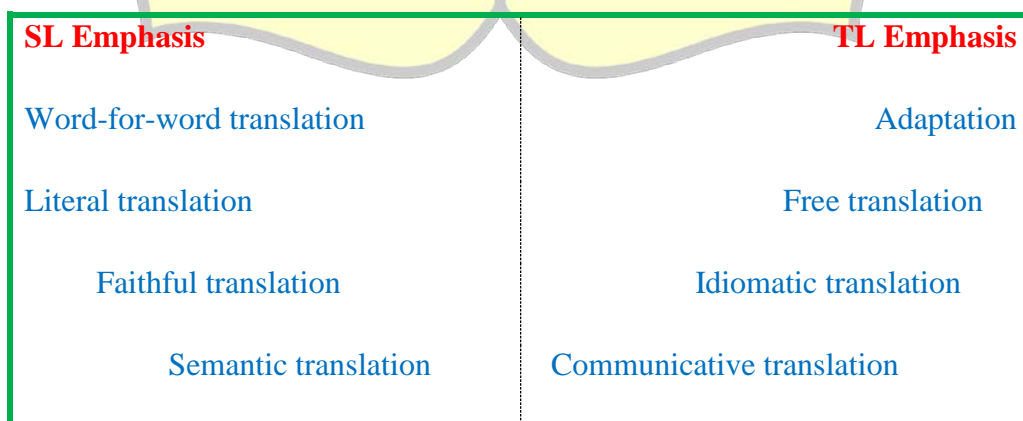 SL Emphasis TL Emphasis
Word-for-word translation Adaptation
Literal translation Free translation
Faithful translation Idiomatic translation
Semantic translation Communicative translation